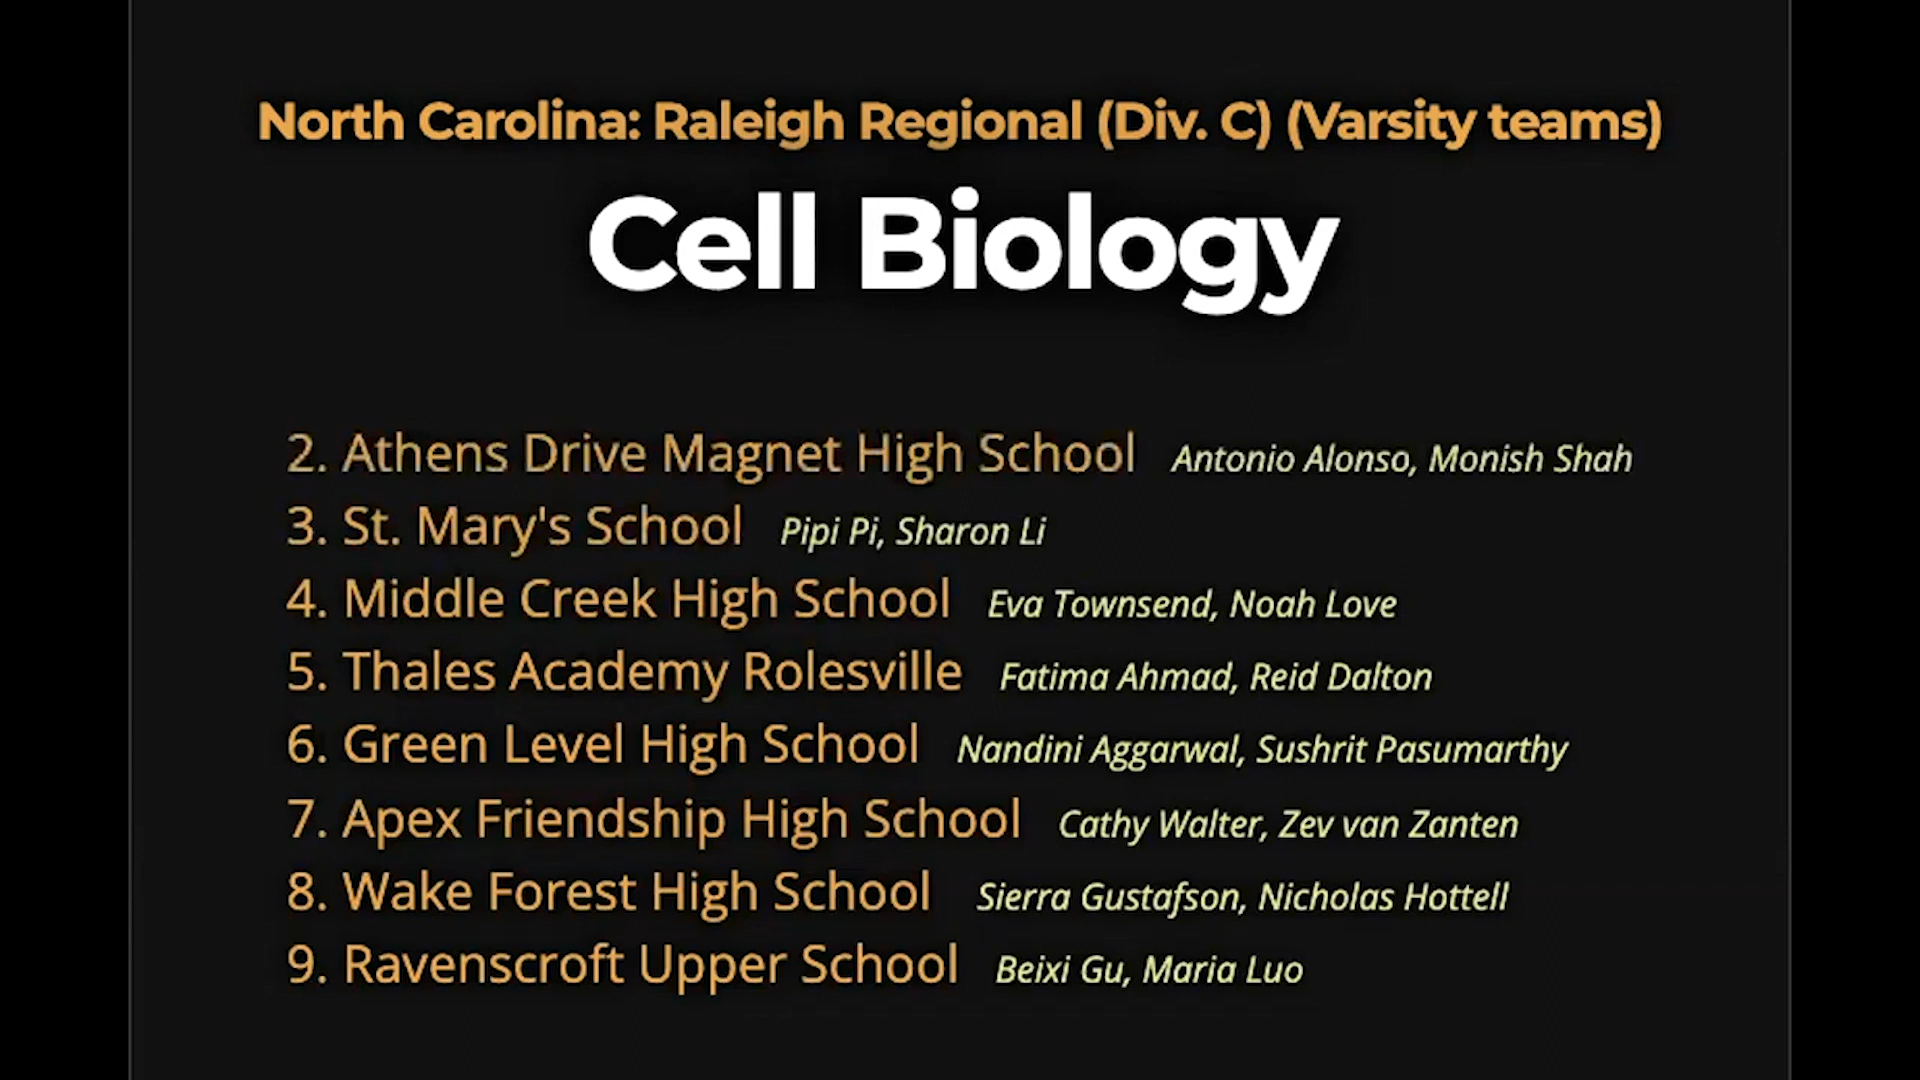 North Carolina: Raleigh Regional (Div. C) (Varsity teams)
Cell Biology
2. Athens Drive Magnet High School Antonio Alonso, Monish Shah
3. St. Mary's School Pipi Pi, Sharon Li
4. Middle Creek High School Eva Townsend, Noah Love
5. Thales Academy Rolesville Fatima Ahmad, Reid Dalton
6. Green Level High School Nandini Aggarwal, Sushrit Pasumarthy
7. Apex Friendship High School Cathy Walter, Zev van Zanten
8. Wake Forest High School Sierra Gustafson, Nicholas Hottell
9. Ravenscroft Upper School Beixi Gu, Maria Luo